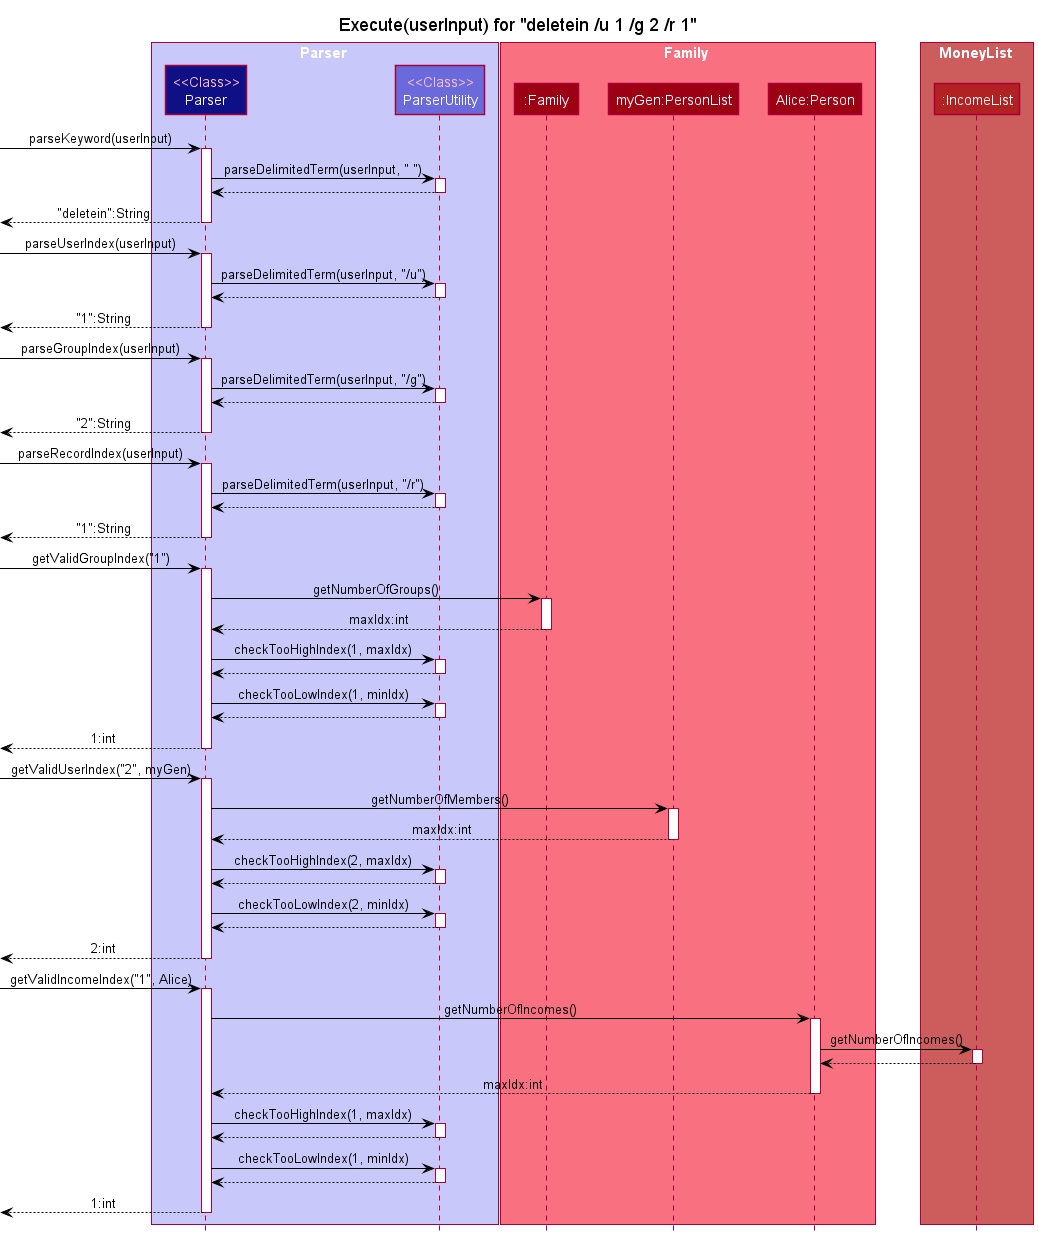 Execute(userInput) for "deletein /u 1 /g 2 /r 1"
Parser
Family
MoneyList
<<Class>>
Parser
<<Class>>
ParserUtility
:Family
myGen:PersonList
Alice:Person
:IncomeList
parseKeyword(userInput)
parseDelimitedTerm(userInput, " ")
"deletein":String
parseUserIndex(userInput)
parseDelimitedTerm(userInput, "/u")
"1":String
parseGroupIndex(userInput)
parseDelimitedTerm(userInput, "/g")
"2":String
parseRecordIndex(userInput)
parseDelimitedTerm(userInput, "/r")
"1":String
getValidGroupIndex("1")
getNumberOfGroups()
maxIdx:int
checkTooHighIndex(1, maxIdx)
checkTooLowIndex(1, minIdx)
1:int
getValidUserIndex("2", myGen)
getNumberOfMembers()
maxIdx:int
checkTooHighIndex(2, maxIdx)
checkTooLowIndex(2, minIdx)
2:int
getValidIncomeIndex("1", Alice)
getNumberOfIncomes()
getNumberOfIncomes()
maxIdx:int
checkTooHighIndex(1, maxIdx)
checkTooLowIndex(1, minIdx)
1:int